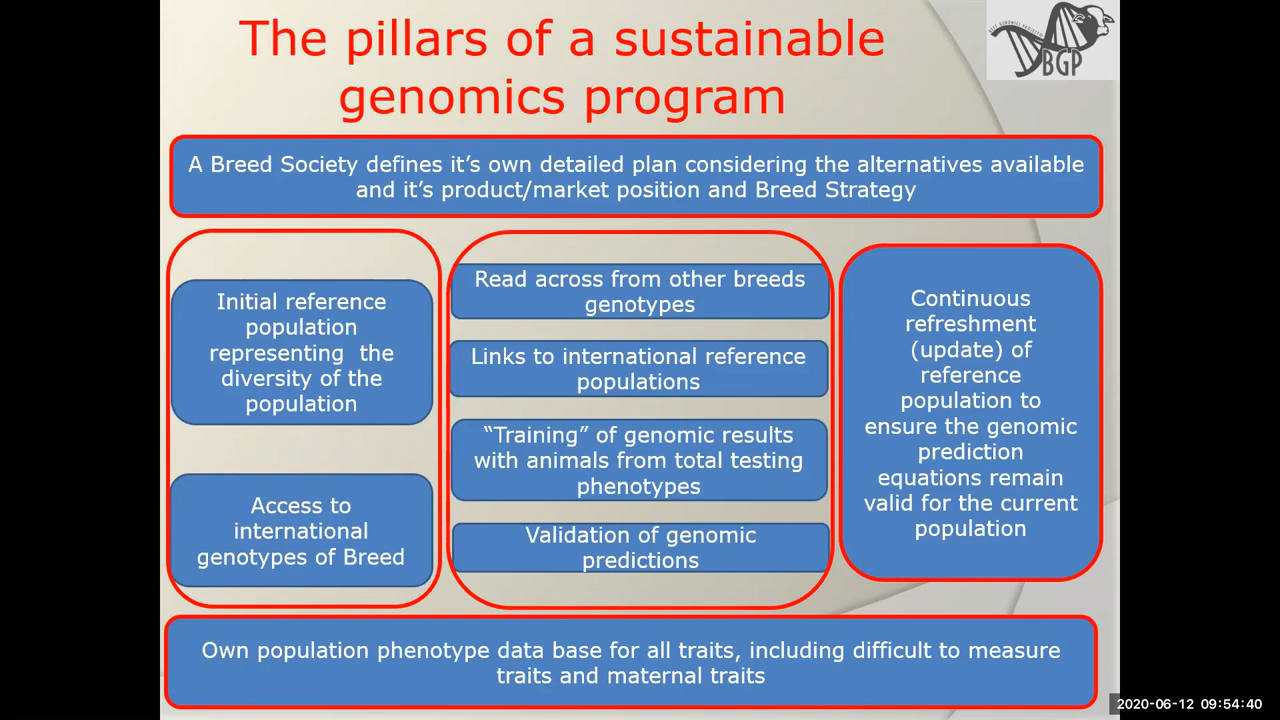 The pillars of a sustainable
genomics program
BEEF GENOMICS PROJECT
BGP
A Breed Society defines it’s own detailed plan considering the alternatives available
and it’s product/market position and Breed Strategy
Initial reference
population
representing the
diversity of the
population
Access to
international
genotypes of Breed
Read across from other breeds
genotypes
Links to international reference
populations
“Training” of genomic results
with animals from total testing
phenotypes
Validation of genomic
predictions
Continuous
refreshment
(update) of
reference
population to
ensure the genomic
prediction
equations remain
valid for the current
population
Own population phenotype data base for all traits, including difficult to measure
traits and maternal traits
2020-06-12 09:54:40